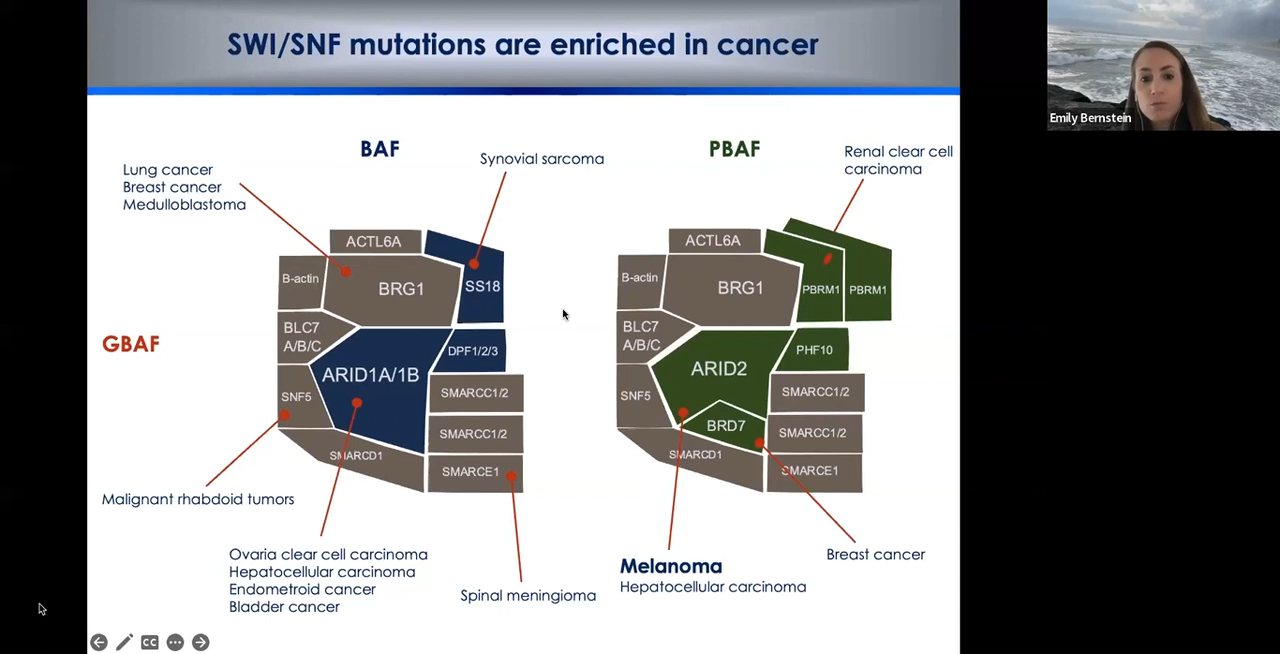 SWI/SNF mutations are enriched in cancer
Emily Bernstein
BAF
PBAF
Lung cancer
Breast cancer
Medulloblastoma
Synovial sarcoma
Renal clear cell
carcinoma
ACTL6A
B-actin
BRG1
SS18
BLC7
A/B/C
ARID1A/1B
DPF1/2/3
SNF5
SMARCC1/2
SMARCC1/2
SMARCD1
SMARCE1
ACTL6A
B-actin
BRG1
PBRM1
PBRM1
BLC7
A/B/C
ARID2
PHF10
SNF5
SMARCC1/2
BRD7
SMARCC1/2
SMARCD1
SMARCE1
GBAF
Malignant rhabdoid tumors
Ovaria clear cell carcinoma
Hepatocellular carcinoma
Endometroid cancer
Bladder cancer
Spinal meningioma
Melanoma
Hepatocellular carcinoma
Breast cancer
CC